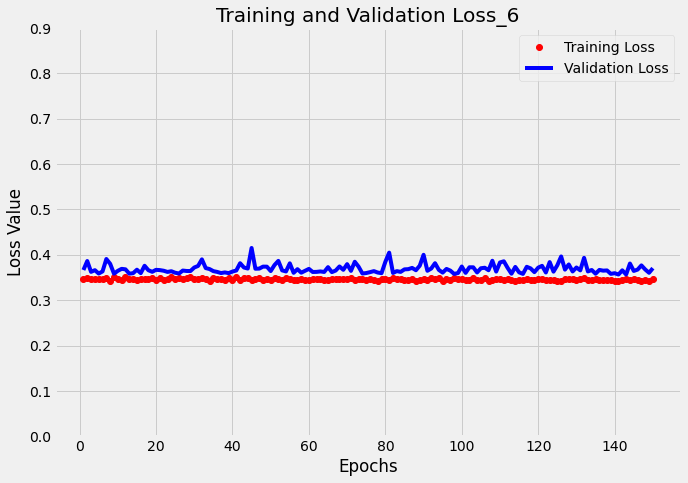 Training and Validation Loss_6
Training Loss
Validation Loss
Loss Value
0.9
0.8
0.7
0.6
0.5
0.4
0.3
0.2
0.1
0.0
0 20 40 60 80 100 120 140
Epochs